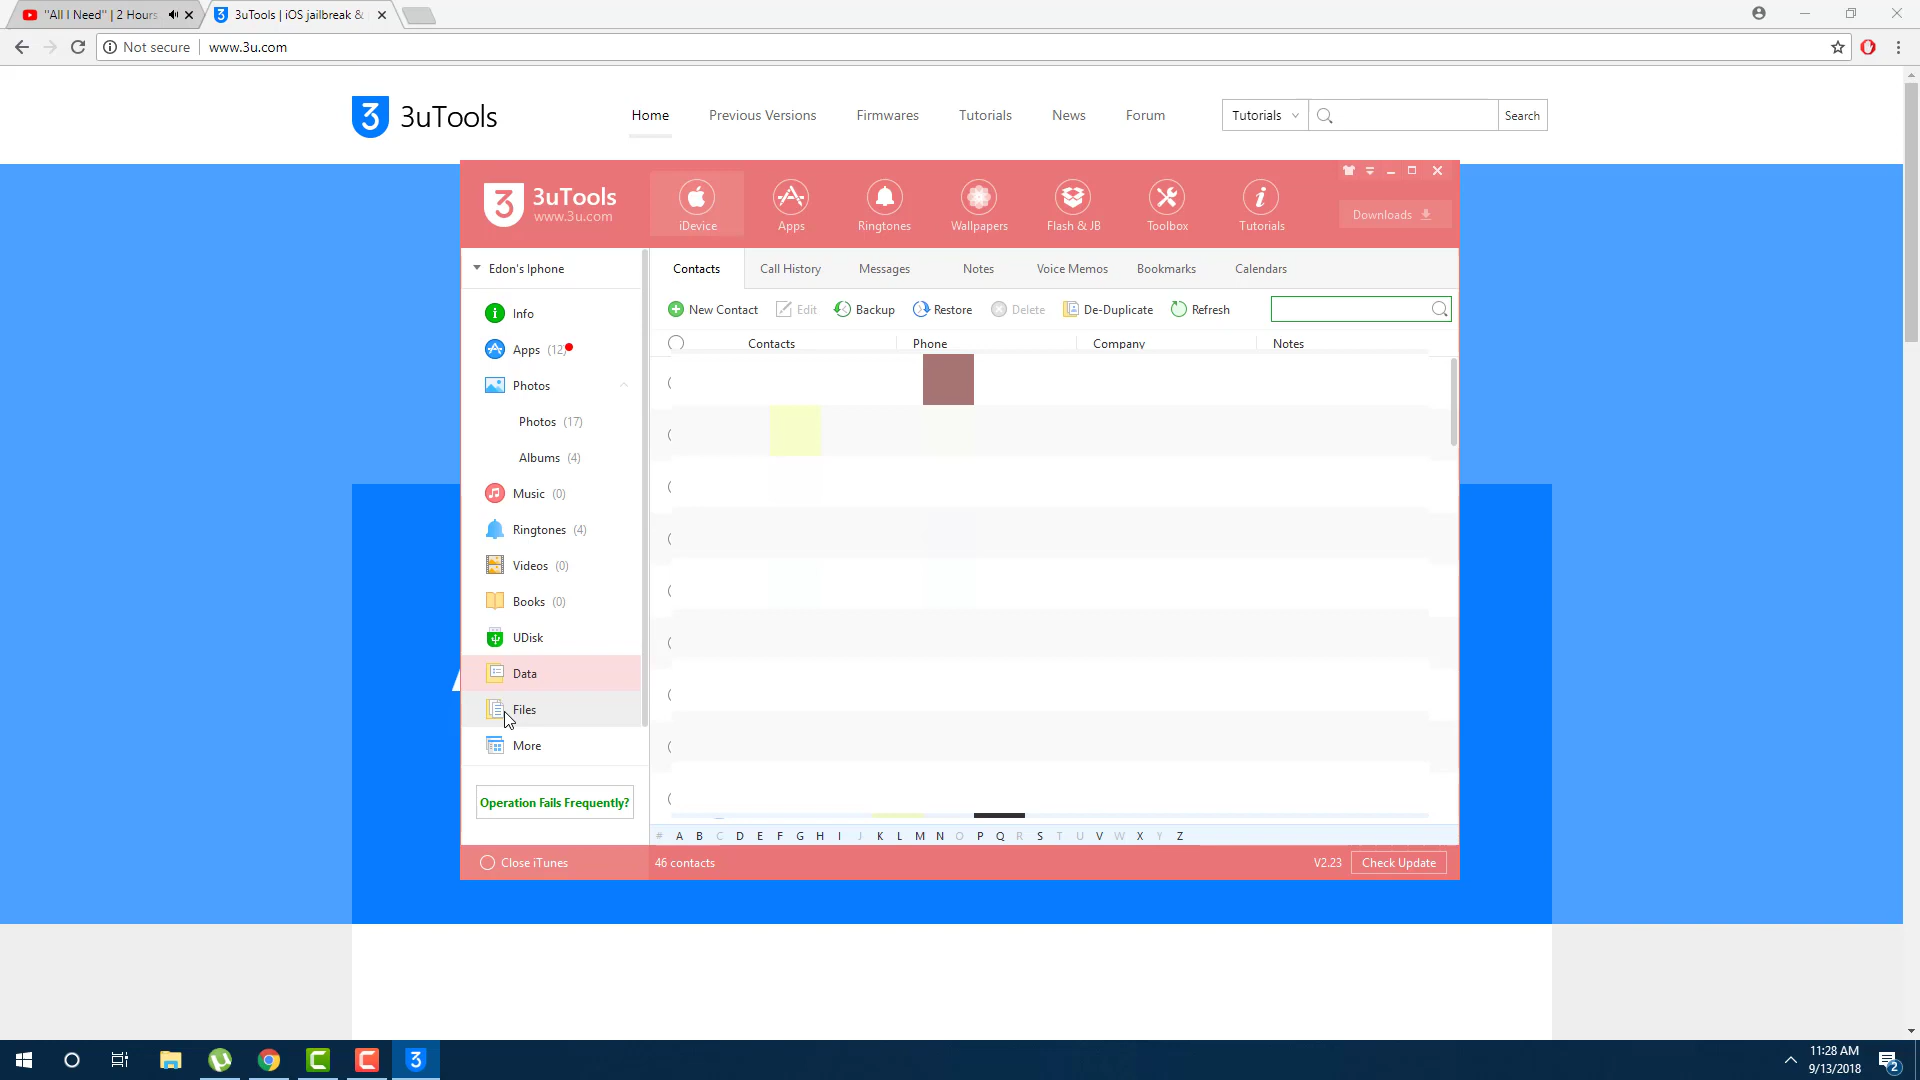 "All I Need" | 2 Hours
3uTools | iOS jailbreak &
Not secure
www.3u.com
3 3uTools
Home
Previous Versions
Firmwares
Tutorials
News
Forum
Tutorials
Search
3 3uTools
www.3u.com
iDevice
Apps
Ringtones
Wallpapers
Flash & JB
Toolbox
Tutorials
Downloads
Edon's Iphone
Info
Apps (12)
Photos
Photos (17)
Albums (4)
Music (0)
Ringtones (4)
Videos (0)
Books (0)
UDisk
Data
Files
More
Operation Fails Frequently?
Close iTunes
Contacts
Call History
Messages
Notes
Voice Memos
Bookmarks
Calendars
New Contact
Edit
Backup
Restore
Delete
De-Duplicate
Refresh
Contacts
Phone
Company
Notes
# A B C D E F G H I J K L M N O P Q R S T U V W X Y Z
46 contacts
V2.23
Check Update
11:28 AM
9/13/2018
2